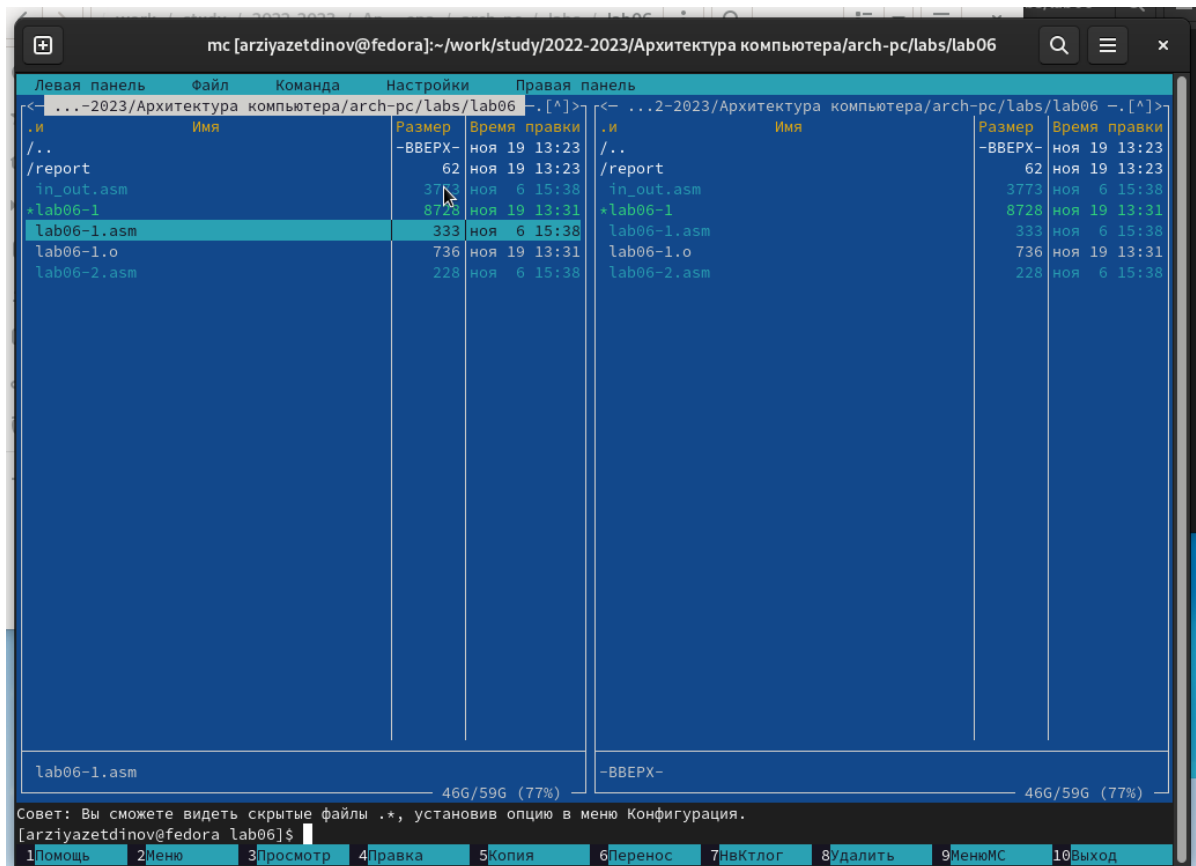 mc [arziyazetdinov@fedora]:~/work/study/2022-2023/Архитектура компьютера/arch-pc/labs/lab06
Левая панель Файл Команда Настройки Правая панель
<— ...-2023/Архитектура компьютера/arch-pc/labs/lab06 —.[^]> <— ...2-2023/Архитектура компьютера/arch-pc/labs/lab06 —.[^]>
.и Имя Размер Время правки .и Имя Размер Время правки
/.. -ВВЕРХ- ноя 19 13:23 /.. -ВВЕРХ- ноя 19 13:23
/report 62 ноя 19 13:23 /report 62 ноя 19 13:23
in_out.asm 3773 ноя 6 15:38 in_out.asm 3773 ноя 6 15:38
*lab06-1 8728 ноя 19 13:31 *lab06-1 8728 ноя 19 13:31
lab06-1.asm 333 ноя 6 15:38 lab06-1.asm 333 ноя 6 15:38
lab06-1.o 736 ноя 19 13:31 lab06-1.o 736 ноя 19 13:31
lab06-2.asm 228 ноя 6 15:38 lab06-2.asm 228 ноя 6 15:38
lab06-1.asm -ВВЕРХ-
46G/59G (77%) 46G/59G (77%)
Совет: Вы сможете видеть скрытые файлы .*, установив опцию в меню Конфигурация.
[arziyazetdinov@fedora lab06]$
1Помощь 2Меню 3Просмотр 4Правка 5Копия 6Перенос 7НвКтлог 8Удалить 9МенюМС 10Выход